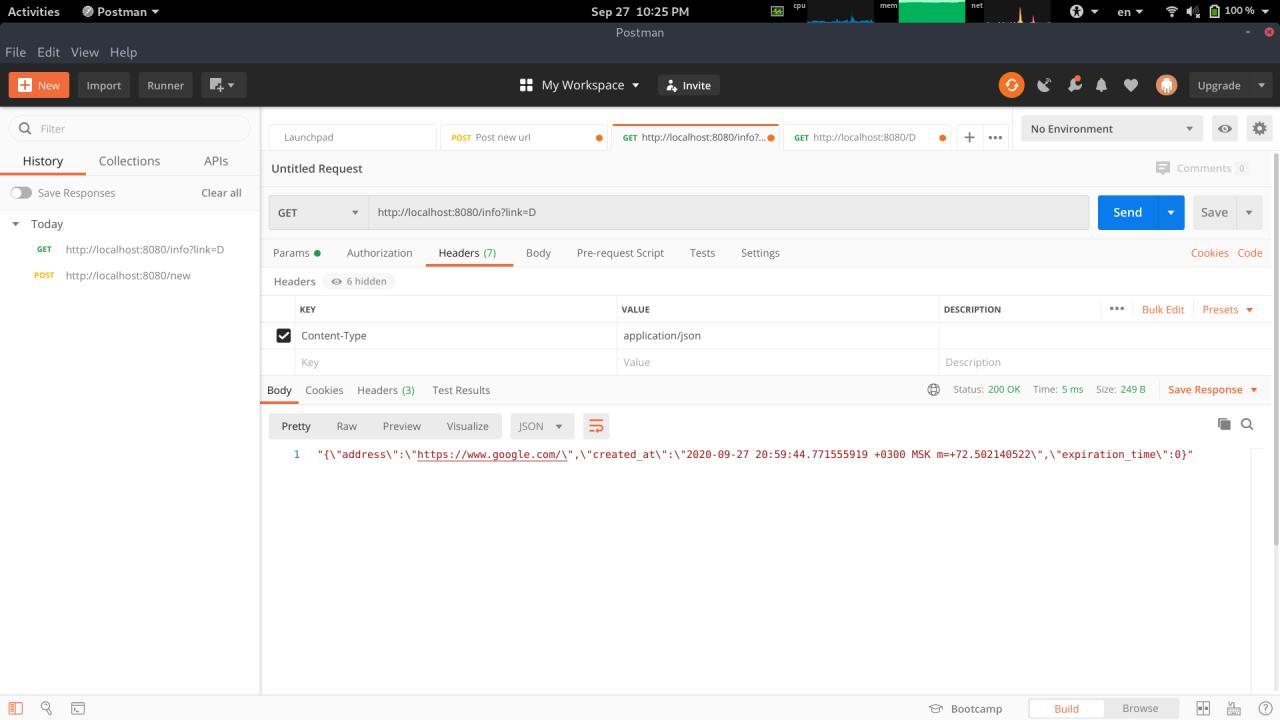 Activities Postman Sep 27 10:25 PM cpu mem net en 100 %
Postman
File Edit View Help
New Import Runner My Workspace Invite Upgrade
Filter
History Collections APIs
Save Responses Clear all
Today
GET http://localhost:8080/info?link=D
POST http://localhost:8080/new
Launchpad POST Post new url GET http://localhost:8080/info?... GET http://localhost:8080/D No Environment
Untitled Request Comments 0
GET http://localhost:8080/info?link=D Send Save
Params Authorization Headers (7) Body Pre-request Script Tests Settings Cookies Code
Headers 6 hidden
KEY VALUE DESCRIPTION Bulk Edit Presets
Content-Type application/json
Key Value Description
Body Cookies Headers (3) Test Results Status: 200 OK Time: 5 ms Size: 249 B Save Response
Pretty Raw Preview Visualize JSON
1 "{\"address\":\"https://www.google.com/\",\"created_at\":\"2020-09-27 20:59:44.771555919 +0300 MSK m=+72.502140522\",\"expiration_time\":0}"
Bootcamp Build Browse